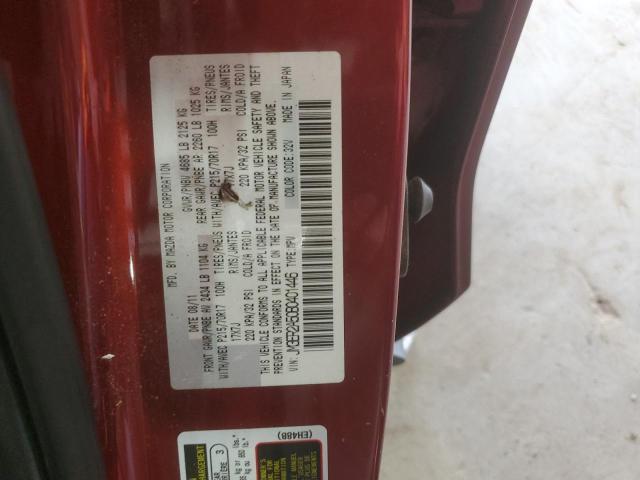 MFD. BY MAZDA MOTOR CORPORATION
GVWR/PNBV 4685 LB 2125 KG
DATE 08/11
FRONT GAWR/PNBE AV 2434 LB 1104 KG
REAR GAWR/PNBE AR 2260 LB 1025 KG
WITH/AVEC P215/70R17 100H TIRES/PNEUS
WITH/AVEC P215/70R17 100H TIRES/PNEUS
17X7J RIMS/JANTES
17X7J RIMS/JANTES
220 KPA/32 PSI COLD/A FROID
220 KPA/32 PSI COLD/A FROID
THIS VEHICLE CONFORMS TO ALL APPLICABLE FEDERAL MOTOR VEHICLE SAFETY AND THEFT
PREVENTION STANDARDS IN EFFECT ON THE DATE OF MANUFACTURE SHOWN ABOVE.
MADE IN JAPAN
VIN: JM3ER2A50B0401445 TYPE: MPV COLOR CODE: 32V
(EH48B)